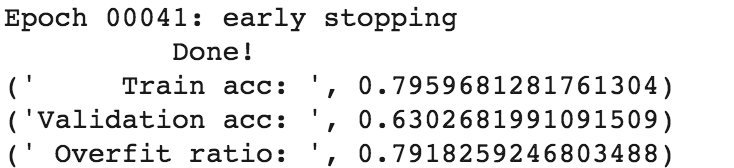 Epoch 00041: early stopping
Done!
('      Train acc: ', 0.7959681281761304)
('Validation acc: ', 0.6302681991091509)
(' Overfit ratio: ', 0.7918259246803488)